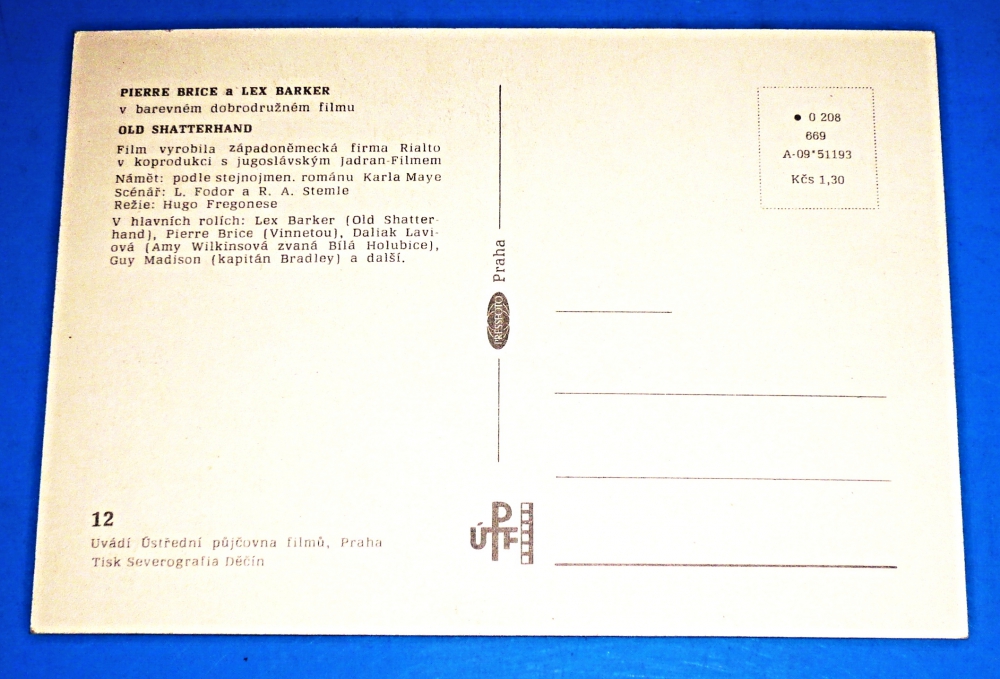 PIERRE BRICE a LEX BARKER
v barevném dobrodružném filmu
OLD SHATTERHAND
Film vyrobila západoněmecká firma Rialto
v koprodukci s jugoslávským Jadran-Filmem
Námět: podle stejnojmen. románu Karla Maye
Scénář: L. Fodor a R. A. Stemle
Režie: Hugo Fregonese
V hlavních rolích: Lex Barker (Old Shatter-
hand), Pierre Brice (Vinnetou), Daliak Lavi-
ová (Amy Wilkinsová zvaná Bílá Holubice),
Guy Madison (kapitán Bradley) a další.
12
Uvádí Ústřední půjčovna filmů, Praha
Tisk Severografia Děčín
PRESSFOTO Praha
ÚPTF
● 0 208
669
A-09*51193
Kčs 1,30